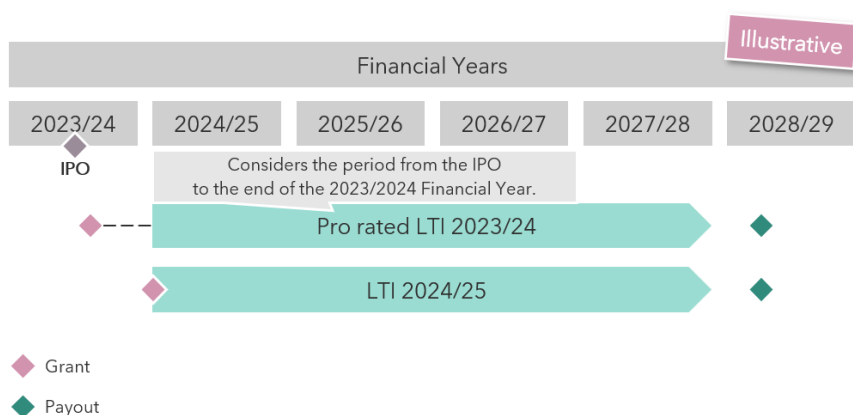 Illustrative
Financial Years
2023/24 2024/25 2025/26 2026/27 2027/28 2028/29
IPO
Considers the period from the IPO
to the end of the 2023/2024 Financial Year.
Pro rated LTI 2023/24
LTI 2024/25
Grant
Payout